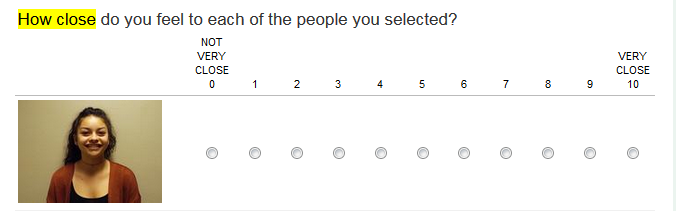 How close do you feel to each of the people you selected?
NOT VERY CLOSE 0 1 2 3 4 5 6 7 8 9 VERY CLOSE 10